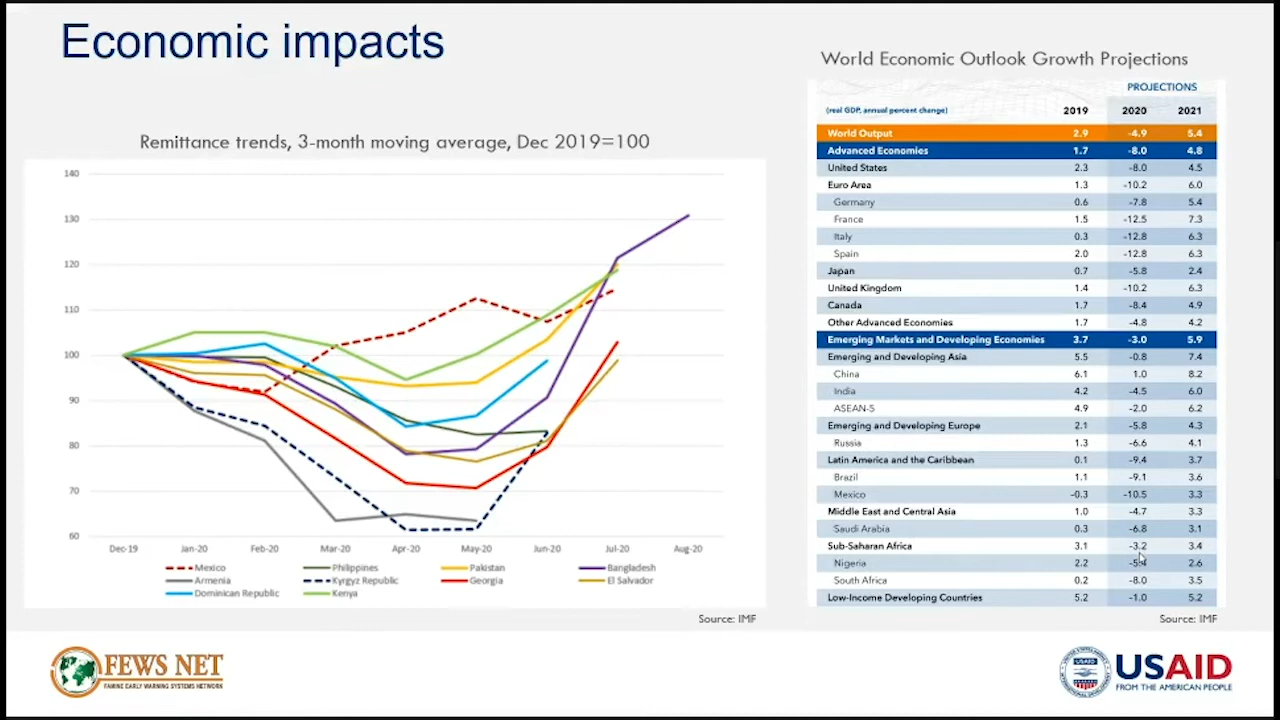 Economic impacts
Remittance trends, 3-month moving average, Dec 2019=100
140
130
120
110
100
90
80
70
60
Dec-19 Jan-20 Feb-20 Mar-20 Apr-20 May-20 Jun-20 Jul-20 Aug-20
Mexico Philippines Pakistan Bangladesh
Armenia Kyrgyz Republic Georgia El Salvador
Dominican Republic Kenya
Source: IMF
World Economic Outlook Growth Projections
PROJECTIONS
(real GDP, annual percent change) 2019 2020 2021
World Output 2.9 -4.9 5.4
Advanced Economies 1.7 -8.0 4.8
United States 2.3 -8.0 4.5
Euro Area 1.3 -10.2 6.0
Germany 0.6 -7.8 5.4
France 1.5 -12.5 7.3
Italy 0.3 -12.8 6.3
Spain 2.0 -12.8 6.3
Japan 0.7 -5.8 2.4
United Kingdom 1.4 -10.2 6.3
Canada 1.7 -8.4 4.9
Other Advanced Economies 1.7 -4.8 4.2
Emerging Markets and Developing Economies 3.7 -3.0 5.9
Emerging and Developing Asia 5.5 -0.8 7.4
China 6.1 1.0 8.2
India 4.2 -4.5 6.0
ASEAN-5 4.9 -2.0 6.2
Emerging and Developing Europe 2.1 -5.8 4.3
Russia 1.3 -6.6 4.1
Latin America and the Caribbean 0.1 -9.4 3.7
Brazil 1.1 -9.1 3.6
Mexico -0.3 -10.5 3.3
Middle East and Central Asia 1.0 -4.7 3.3
Saudi Arabia 0.3 -6.8 3.1
Sub-Saharan Africa 3.1 -3.2 3.4
Nigeria 2.2 -5.4 2.6
South Africa 0.2 -8.0 3.5
Low-Income Developing Countries 5.2 -1.0 5.2
Source: IMF
FEWS NET
FAMINE EARLY WARNING SYSTEMS NETWORK
USAID
USAID
FROM THE AMERICAN PEOPLE